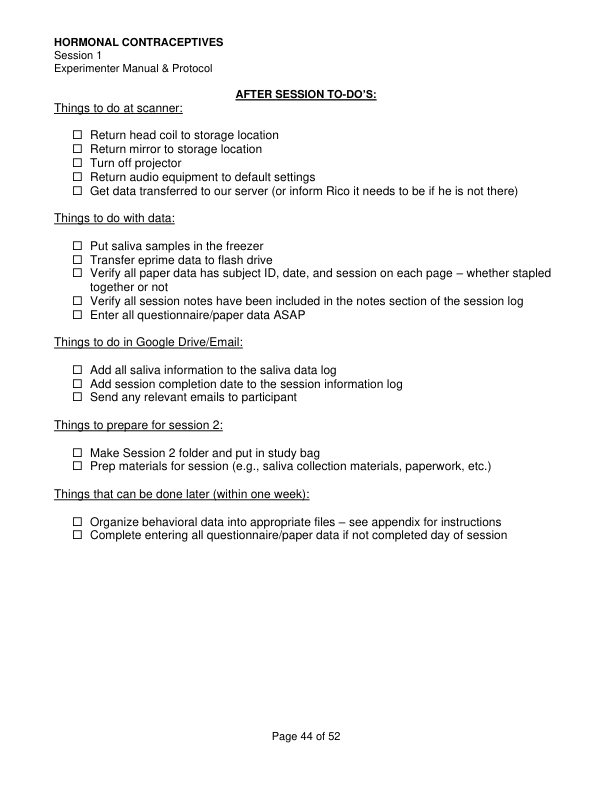 HORMONAL CONTRACEPTIVES
Session 1
Experimenter Manual & Protocol
AFTER SESSION TO-DO’S:
Things to do at scanner:
☐ Return head coil to storage location
☐ Return mirror to storage location
☐ Turn off projector
☐ Return audio equipment to default settings
☐ Get data transferred to our server (or inform Rico it needs to be if he is not there)
Things to do with data:
☐ Put saliva samples in the freezer
☐ Transfer eprime data to flash drive
☐ Verify all paper data has subject ID, date, and session on each page – whether stapled
together or not
☐ Verify all session notes have been included in the notes section of the session log
☐ Enter all questionnaire/paper data ASAP
Things to do in Google Drive/Email:
☐ Add all saliva information to the saliva data log
☐ Add session completion date to the session information log
☐ Send any relevant emails to participant
Things to prepare for session 2:
☐ Make Session 2 folder and put in study bag
☐ Prep materials for session (e.g., saliva collection materials, paperwork, etc.)
Things that can be done later (within one week):
☐ Organize behavioral data into appropriate files – see appendix for instructions
☐ Complete entering all questionnaire/paper data if not completed day of session
Page 44 of 52